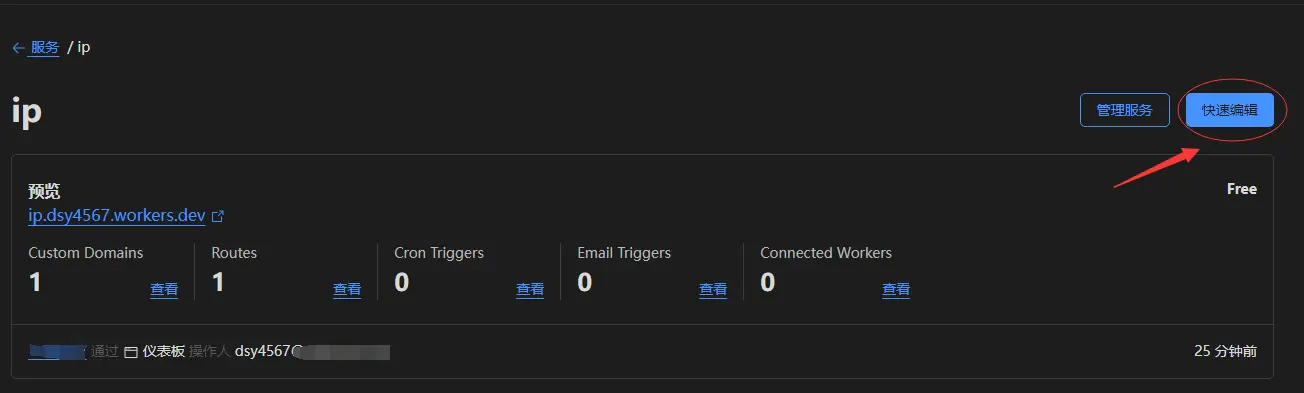 ← 服务 / ip
ip
管理服务
快速编辑
预览
Free
ip.dsy4567.workers.dev
Custom Domains
1
查看
Routes
1
查看
Cron Triggers
0
查看
Email Triggers
0
查看
Connected Workers
0
查看
通过 仪表板 操作人 dsy4567@
25 分钟前